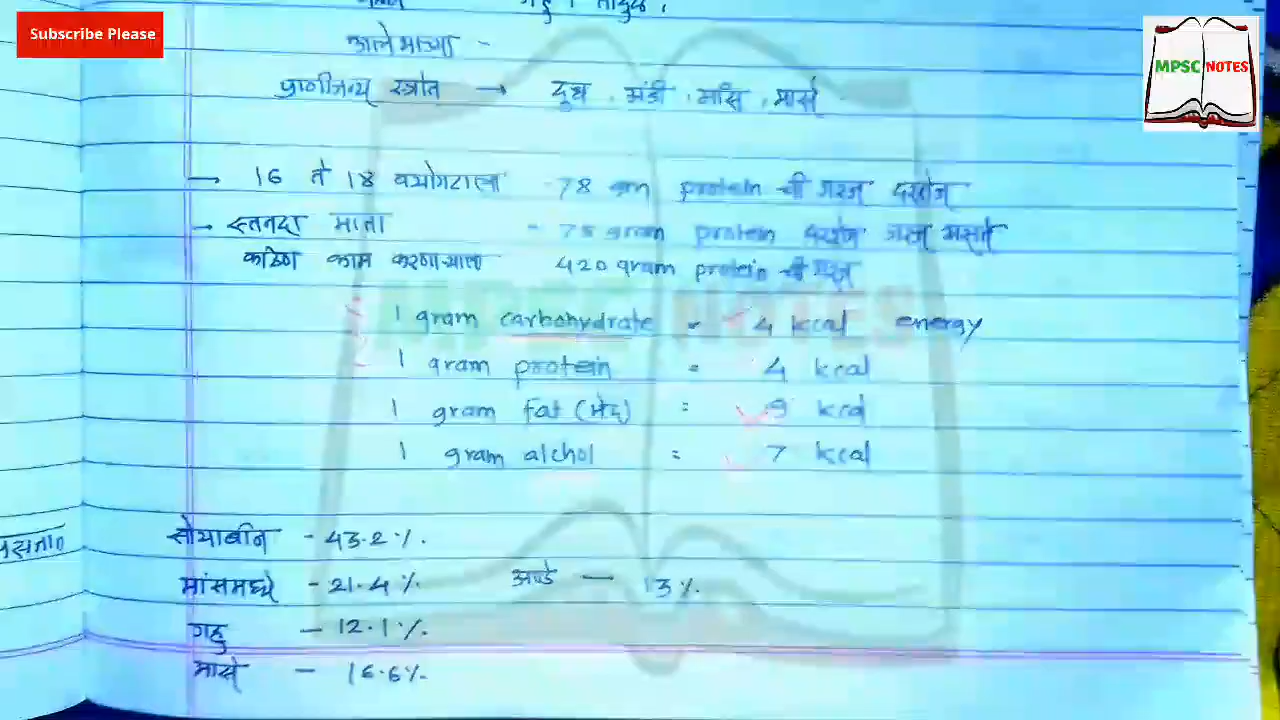 Subscribe Please
MPSC NOTES
गहु । तांदुळ ,
प्राणीजन्य स्त्रोत → दूध , अंडी , मांस , मासे
→ 16 ते 18 वयोगटाला - 78 gm protein ची गरज दररोज
→ स्तनदा माता - 75 gram protein दररोज गरज असते
कठिण काम करणाऱ्याला 420 gram protein ची गरज
1 gram carbohydrate = 4 kcal energy
1 gram protein = 4 kcal
1 gram fat (मेद) = 9 kcal
1 gram alchol = 7 kcal
सोयाबीन - 43.2 %.
मांसमध्ये - 21.4 % अण्डे — 13 %.
गहु — 12.1 %.
मासे — 16.6 %.